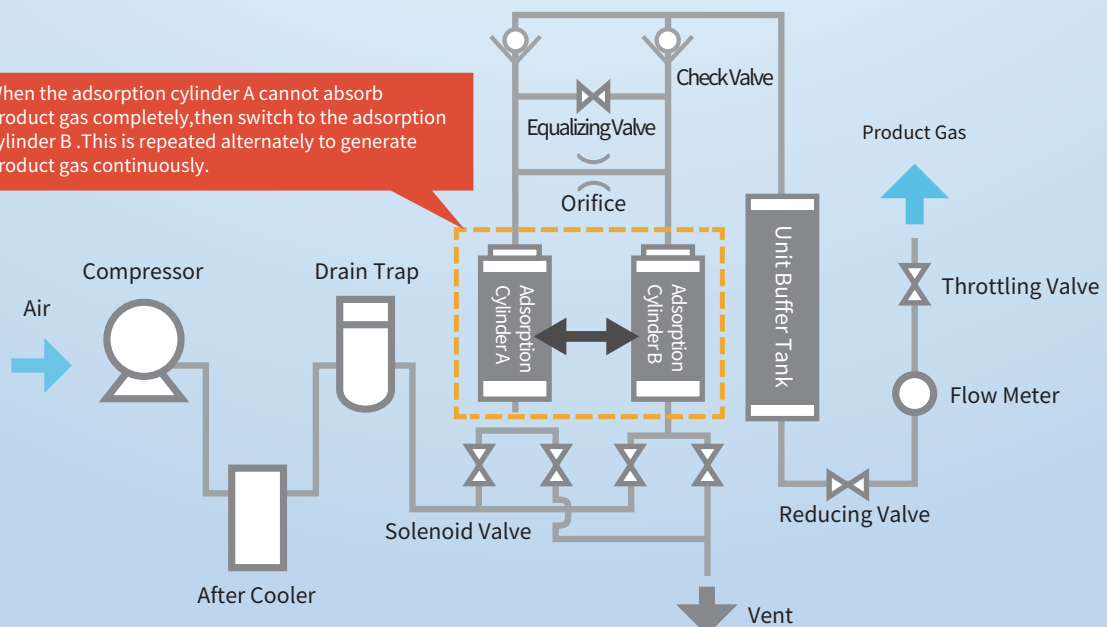 hen the adsorption cylinder A cannot absorb
roduct gas completely,then switch to the adsorption
ylinder B .This is repeated alternately to generate
roduct gas continuously.
Check Valve
Equalizing Valve
Orifice
Product Gas
Compressor
Drain Trap
Air
Adsorption
Cylinder A
Adsorption
Cylinder B
Unit Buffer Tank
Throttling Valve
Flow Meter
Reducing Valve
Solenoid Valve
After Cooler
Vent